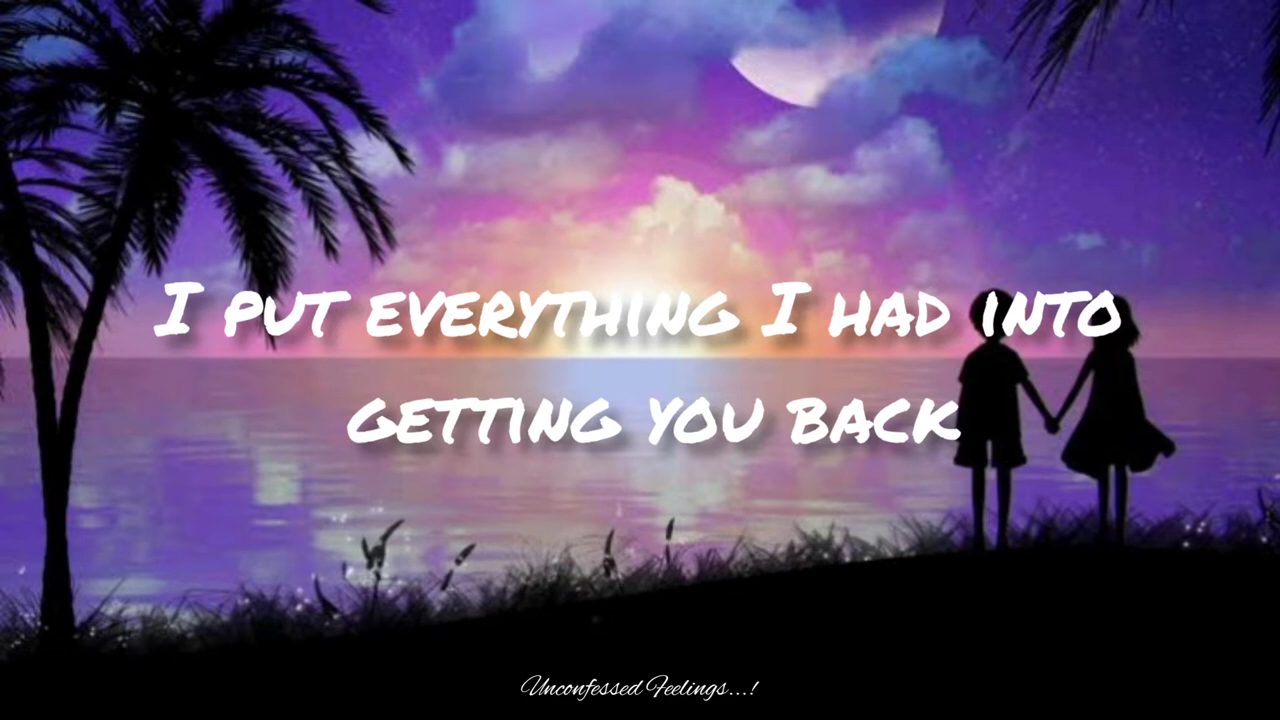 I PUT EVERYTHING I HAD INTO
GETTING YOU BACK
Unconfessed Feelings...!